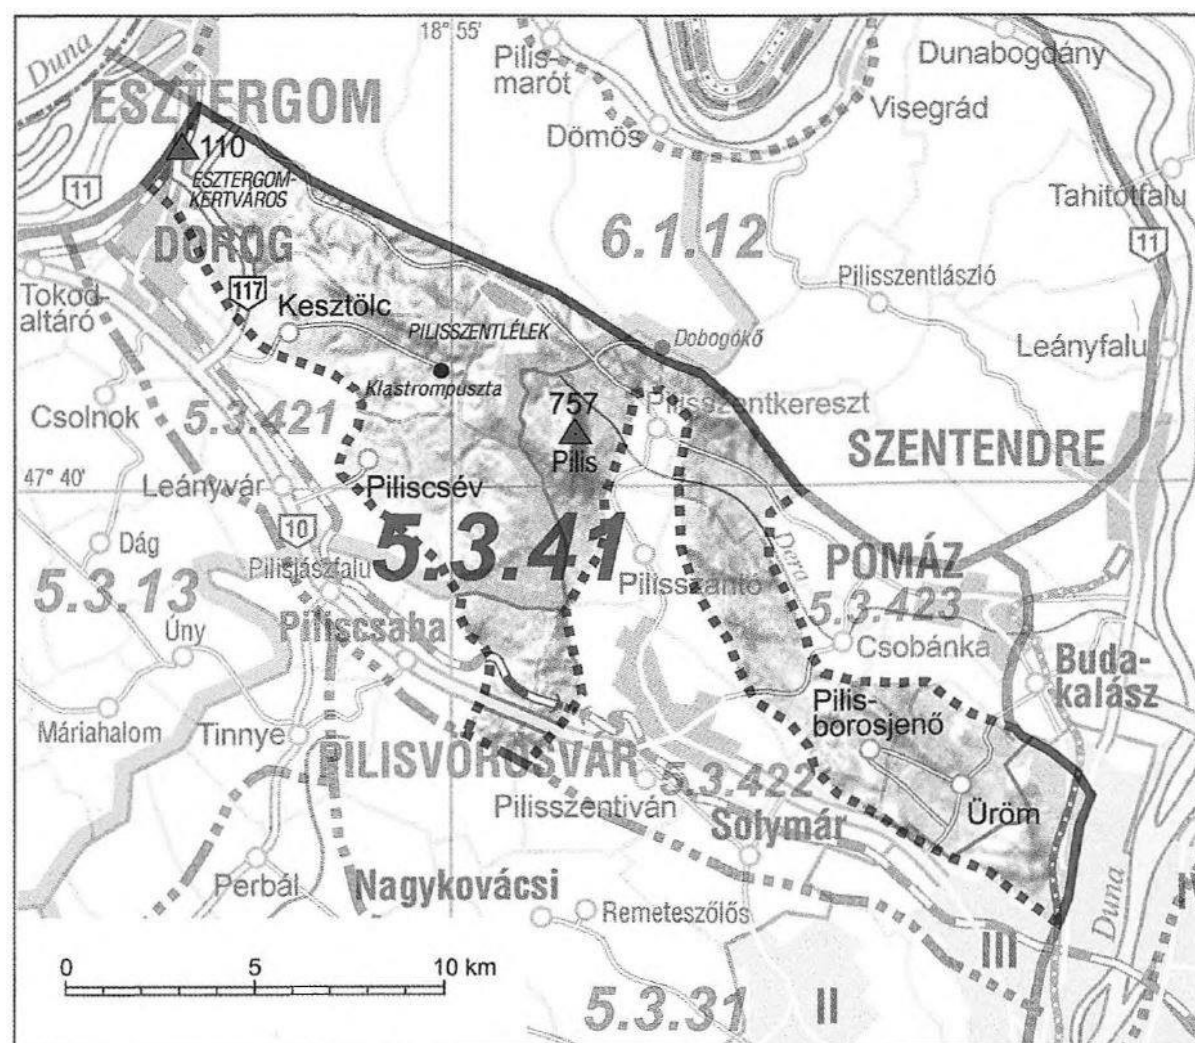 18° 55'
Duna
Pilis-
marót
Dunabogdány
ESZTERGOM
Visegrád
Dömös
110
ESZTERGOM-
KERTVÁROS
11
Tahitótfalu
DOROG
6.1.12
11
Pilisszentlászló
117
Tokod-
altáró
Kesztölc
PILISSZENTLÉLEK
Dobogókő
Leányfalu
Klastrompuszta
Csolnok
5.3.421
757
Pilisszentkereszt
Pilis
SZENTENDRE
47° 40'
Leányvár
Piliscsév
10
Dág
5.3.41
Dera
Pilisjászfalu
Pilisszántó
POMÁZ
5.3.13
5.3.423
Úny
Piliscsaba
Csobánka
Buda-
kalász
Pilis-
borosjenő
Máriahalom
Tinnye
PILISVÖRÖSVÁR
5.3.422
Pilisszentiván
Üröm
Solymár
Perbál
Nagykovácsi
Remeteszőlős
Duna
III
0 5 10 km
5.3.31
II